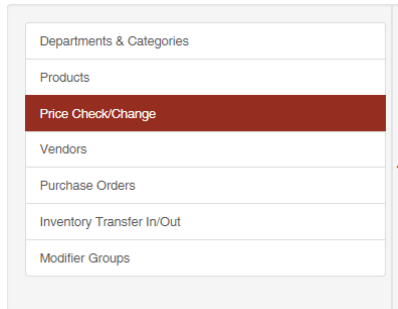 Departments & Categories
Products
Price Check/Change
Vendors
Purchase Orders
Inventory Transfer In/Out
Modifier Groups